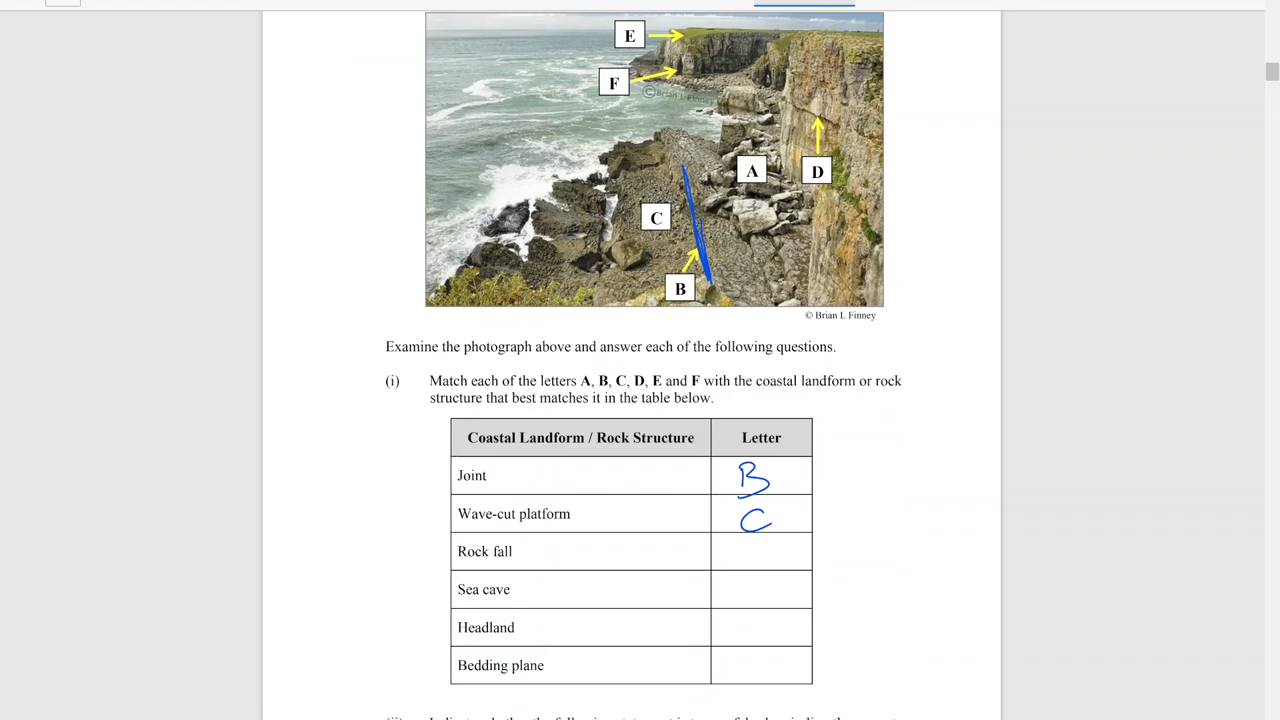 E
F
©Brian L Finney
A
D
C
B
© Brian L Finney
Examine the photograph above and answer each of the following questions.
(i) Match each of the letters A, B, C, D, E and F with the coastal landform or rock
structure that best matches it in the table below.
Coastal Landform / Rock Structure Letter
Joint B
Wave-cut platform C
Rock fall
Sea cave
Headland
Bedding plane